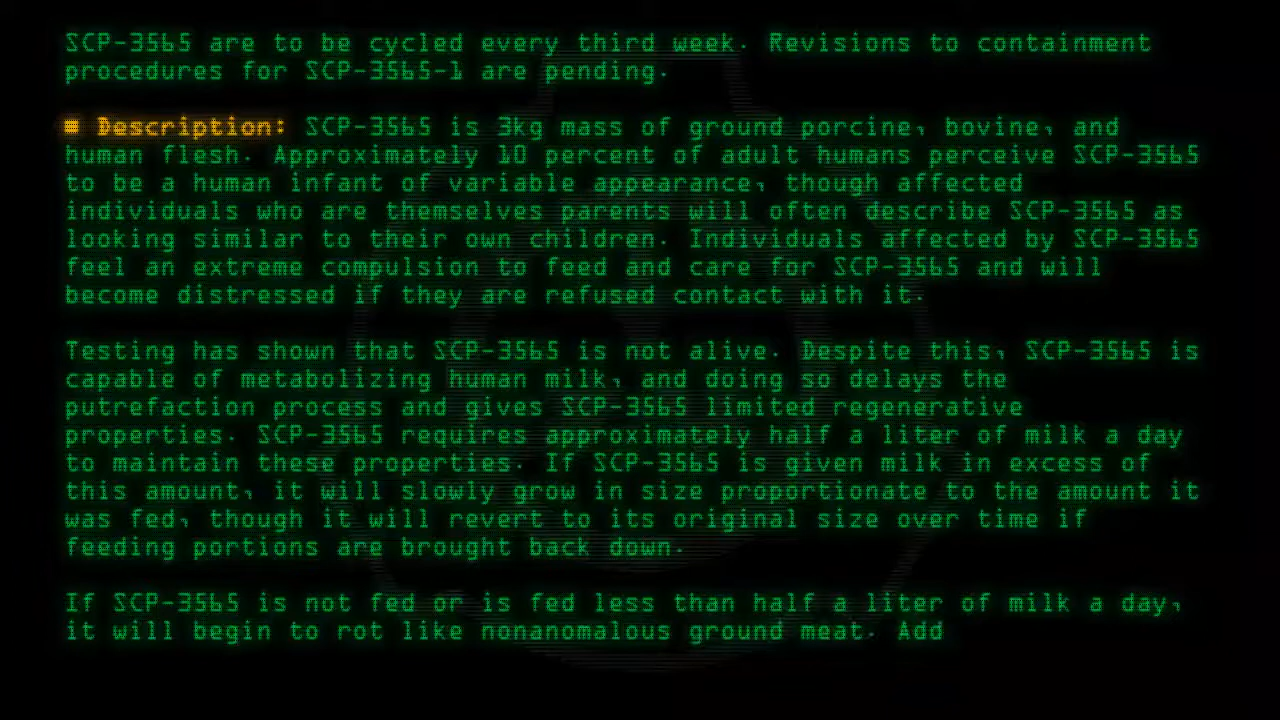 SCP-3565 are to be cycled every third week. Revisions to containment
procedures for SCP-3565-1 are pending.
■ Description: SCP-3565 is 3kg mass of ground porcine, bovine, and
human flesh. Approximately 10 percent of adult humans perceive SCP-3565
to be a human infant of variable appearance, though affected
individuals who are themselves parents will often describe SCP-3565 as
looking similar to their own children. Individuals affected by SCP-3565
feel an extreme compulsion to feed and care for SCP-3565 and will
become distressed if they are refused contact with it.
Testing has shown that SCP-3565 is not alive. Despite this, SCP-3565 is
capable of metabolizing human milk, and doing so delays the
putrefaction process and gives SCP-3565 limited regenerative
properties. SCP-3565 requires approximately half a liter of milk a day
to maintain these properties. If SCP-3565 is given milk in excess of
this amount, it will slowly grow in size proportionate to the amount it
was fed, though it will revert to its original size over time if
feeding portions are brought back down.
If SCP-3565 is not fed or is fed less than half a liter of milk a day,
it will begin to rot like nonanomalous ground meat. Add